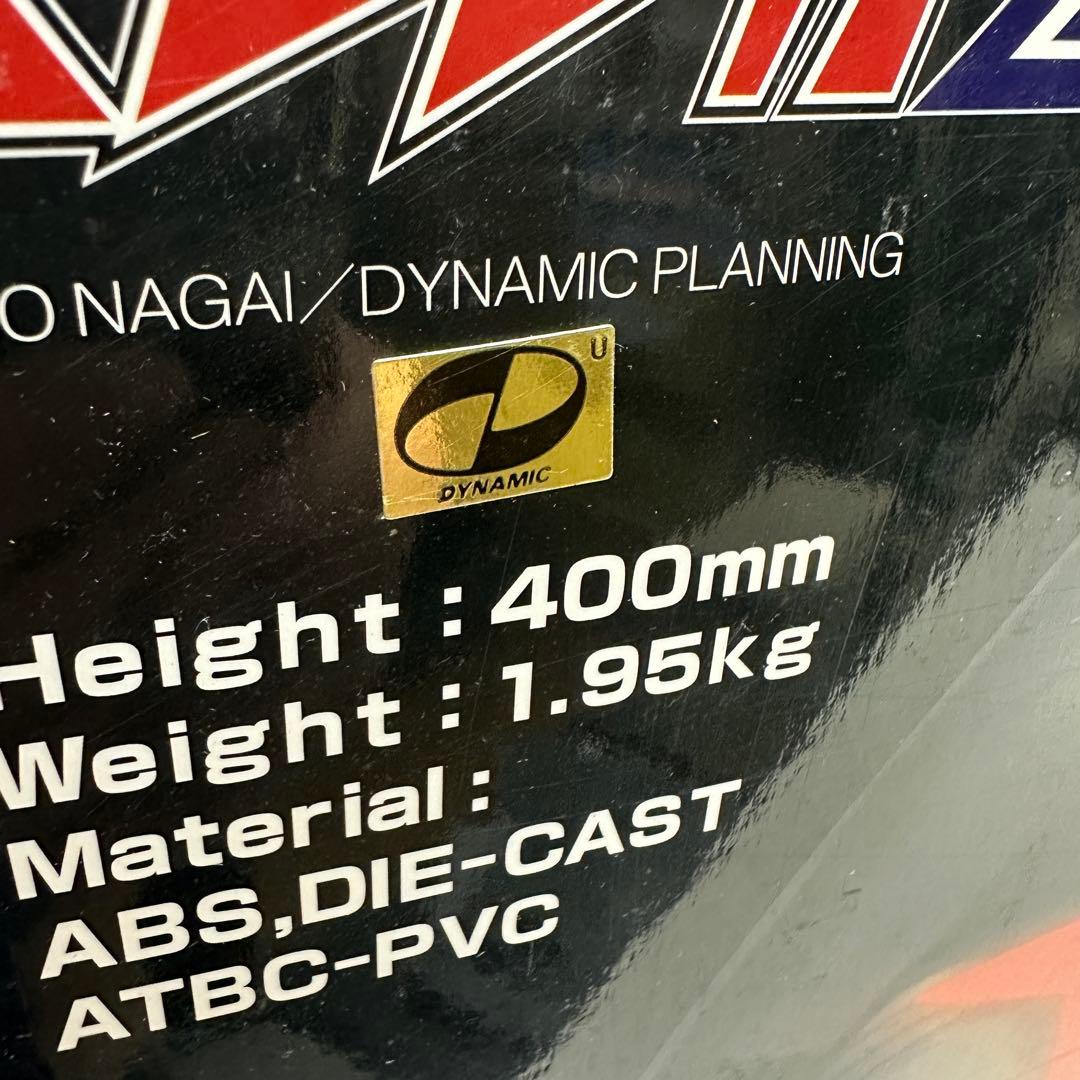 O NAGAI／DYNAMIC PLANNING
U
DYNAMIC
Height : 400mm
Weight : 1.95kg
Material :
ABS,DIE-CAST
ATBC-PVC